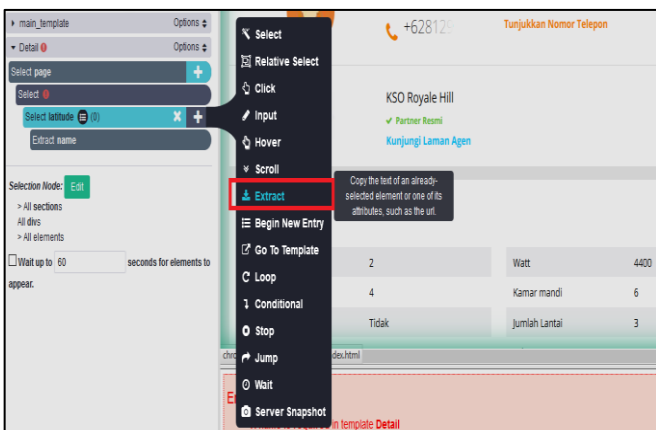 main_template Options
Detail Options
Select page
Select
Select latitude (0)
Extract name
Selection Node: Edit
> All sections
All divs
> All elements
Wait up to 60 seconds for elements to
appear.
Select
Relative Select
Click
Input
Hover
Scroll
Extract
Begin New Entry
Go To Template
Loop
Conditional
Stop
Jump
Wait
Server Snapshot
Copy the text of an already-
selected element or one of its
attributes, such as the url.
+628129
Tunjukkan Nomor Telepon
KSO Royale Hill
✔ Partner Resmi
Kunjungi Laman Agen
2 Watt 4400
4 Kamar mandi 6
Tidak Jumlah Lantai 3
dex.html
in template Detail